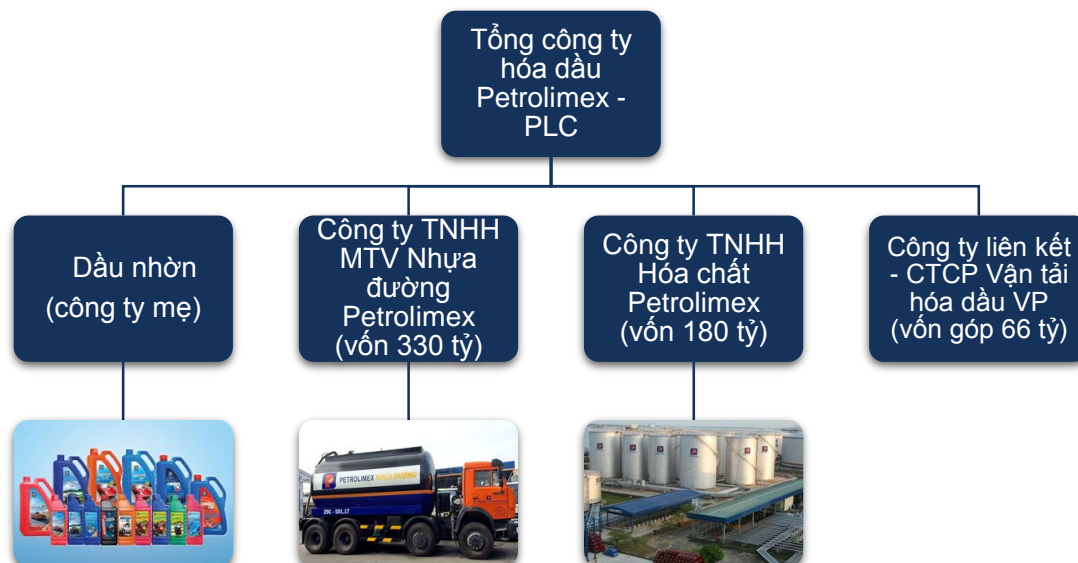 Tổng công ty
hóa dầu
Petrolimex -
PLC
Dầu nhờn
(công ty mẹ)
Công ty TNHH
MTV Nhựa
đường
Petrolimex
(vốn 330 tỷ)
Công ty TNHH
Hóa chất
Petrolimex
(vốn 180 tỷ)
Công ty liên kết
- CTCP Vận tải
hóa dầu VP
(vốn góp 66 tỷ)
PETROLIMEX NHỰA ĐƯỜNG